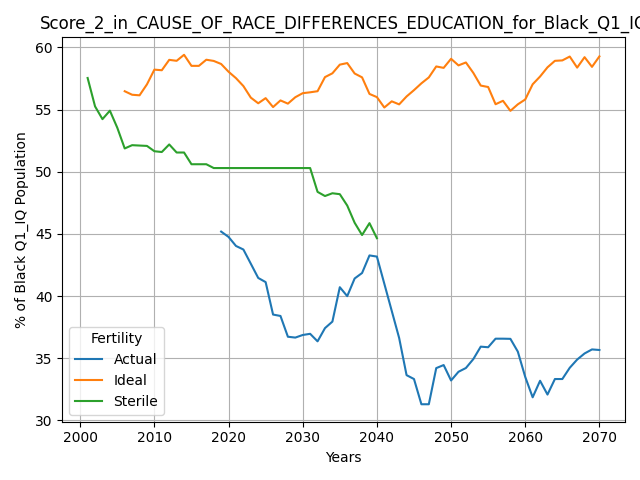 Score_2_in_CAUSE_OF_RACE_DIFFERENCES_EDUCATION_for_Black_Q1_IQ
% of Black Q1_IQ Population
60
55
50
45
40
35
30
Fertility
Actual
Ideal
Sterile
2000 2010 2020 2030 2040 2050 2060 2070
Years